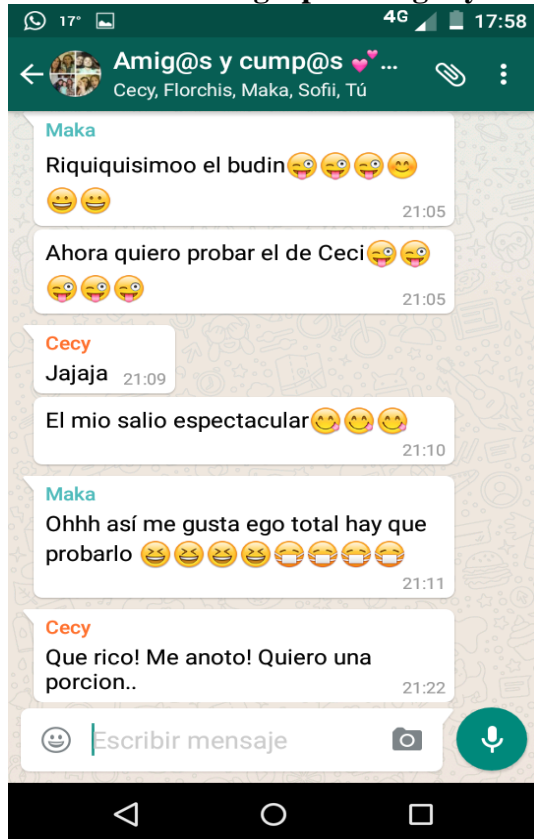 17° 4G 17:58
Amig@s y cump@s 💕...
Cecy, Florchis, Maka, Sofii, Tú
Maka
Riquiquisimoo el budin😜😜😜😊
😀😀
21:05
Ahora quiero probar el de Ceci😜😜
😜😜😜
21:05
Cecy
Jajaja 21:09
El mio salio espectacular😋😋😋
21:10
Maka
Ohhh así me gusta ego total hay que
probarlo 😆😆😆😆😷😷😷😷
21:11
Cecy
Que rico! Me anoto! Quiero una
porcion..
21:22
Escribir mensaje